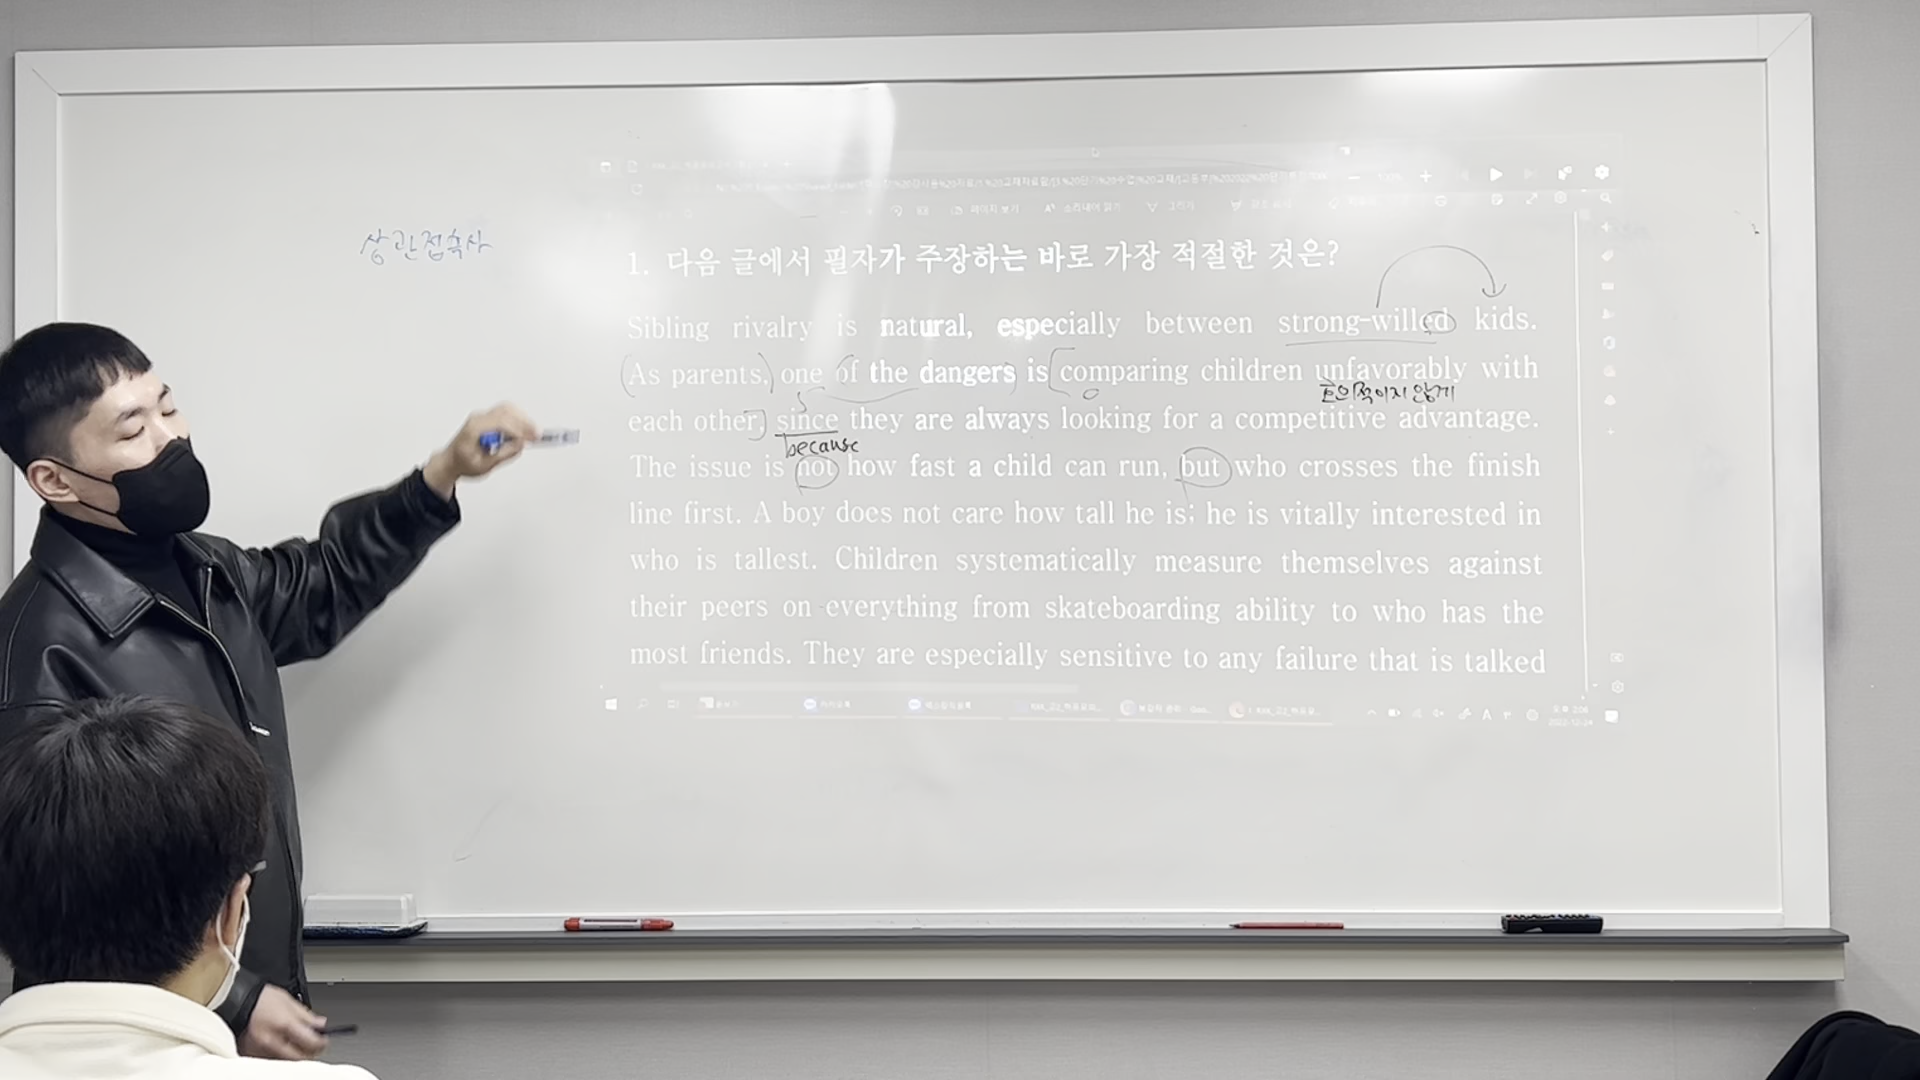 상관접속사
1. 다음 글에서 필자가 주장하는 바로 가장 적절한 것은?
Sibling rivalry is natural, especially between strong-willed kids.
(As parents,) one (of the dangers) is [comparing children unfavorably with
호의적이지 않게
each other,] since they are always looking for a competitive advantage.
because
The issue is not how fast a child can run, but who crosses the finish
line first. A boy does not care how tall he is; he is vitally interested in
who is tallest. Children systematically measure themselves against
their peers on everything from skateboarding ability to who has the
most friends. They are especially sensitive to any failure that is talked
2022-12-24